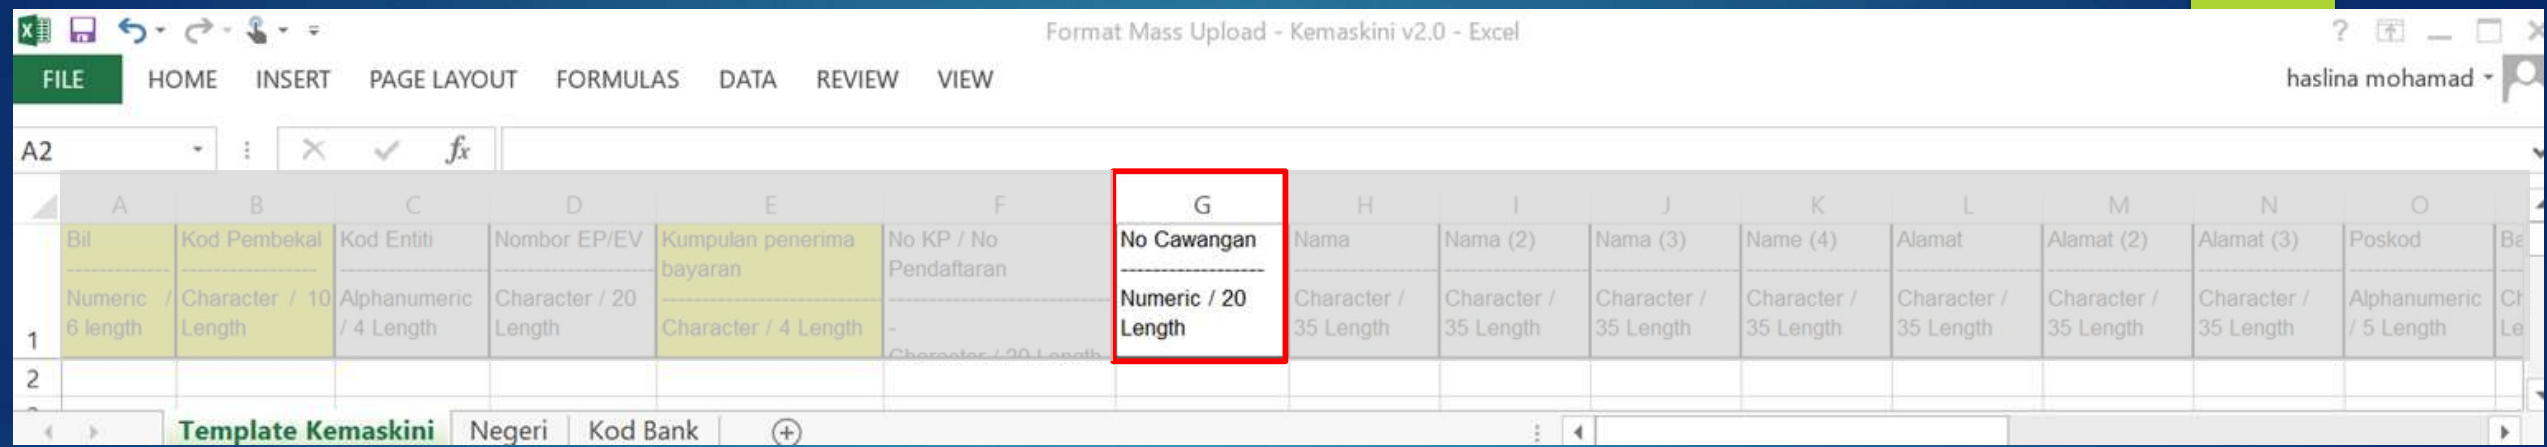 Format Mass Upload - Kemaskini v2.0 - Excel
?
FILE HOME INSERT PAGE LAYOUT FORMULAS DATA REVIEW VIEW
haslina mohamad
A2 fx
A B C D E F G H I J K L M N O
Bil
Numeric / 6 length
Kod Pembekal
Character / 10 Length
Kod Entiti
Alphanumeric / 4 Length
Nombor EP/EV
Character / 20 Length
Kumpulan penerima bayaran
Character / 4 Length
No KP / No Pendaftaran
Character / 20 Length
No Cawangan
Numeric / 20 Length
Nama
Character / 35 Length
Nama (2)
Character / 35 Length
Nama (3)
Character / 35 Length
Name (4)
Character / 35 Length
Alamat
Character / 35 Length
Alamat (2)
Character / 35 Length
Alamat (3)
Character / 35 Length
Poskod
Alphanumeric / 5 Length
1
2
Template Kemaskini Negeri Kod Bank